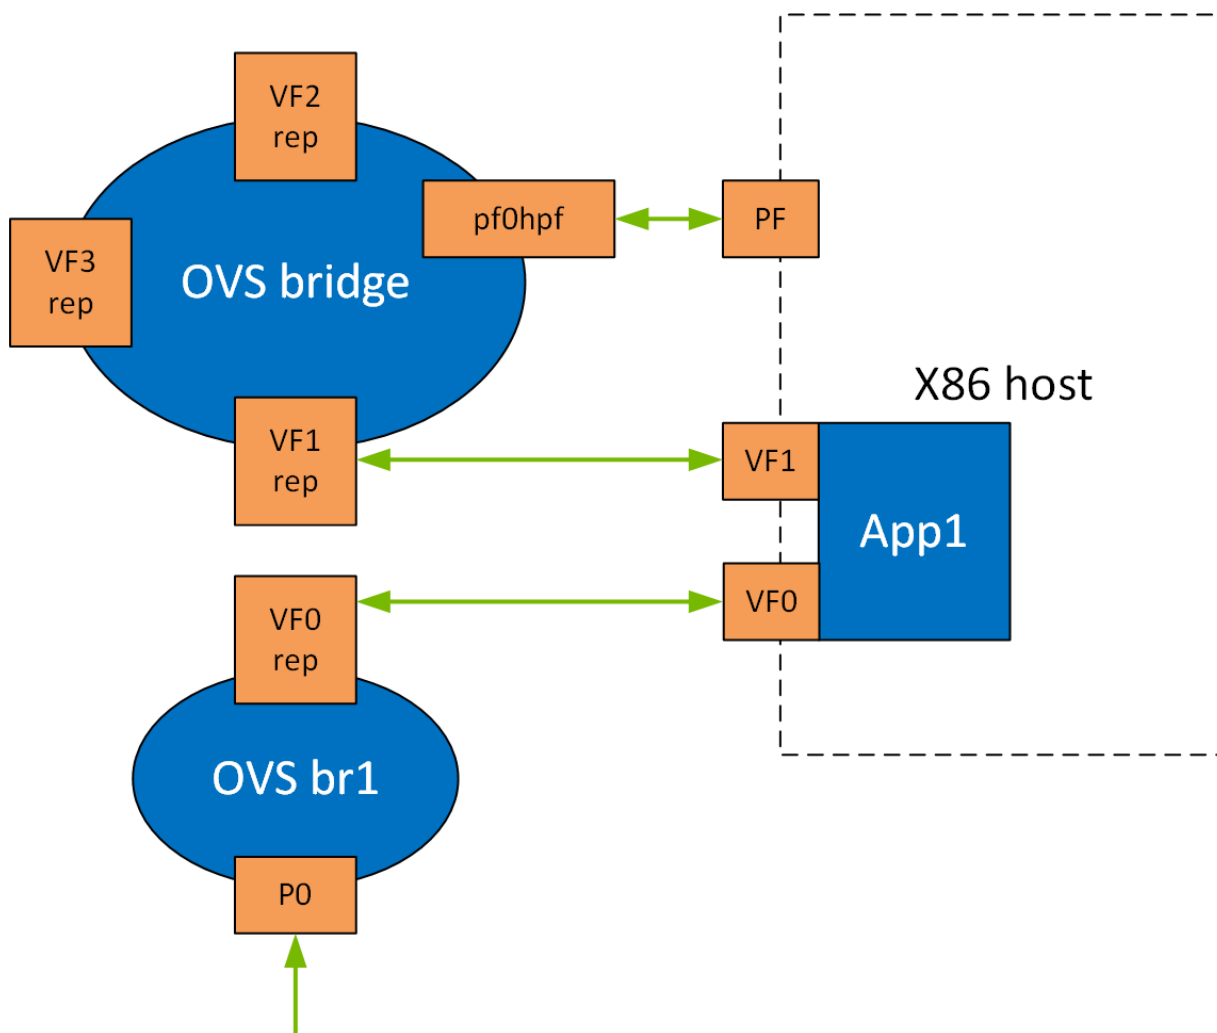 VF2
rep
pf0hpf
PF
VF3
rep
OVS bridge
X86 host
VF1
rep
VF1
App1
VF0
rep
VF0
OVS br1
P0